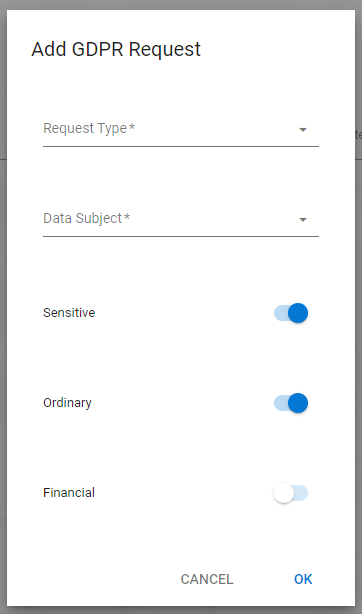 Add GDPR Request
Request Type *
Data Subject *
Sensitive
Ordinary
Financial
CANCEL OK